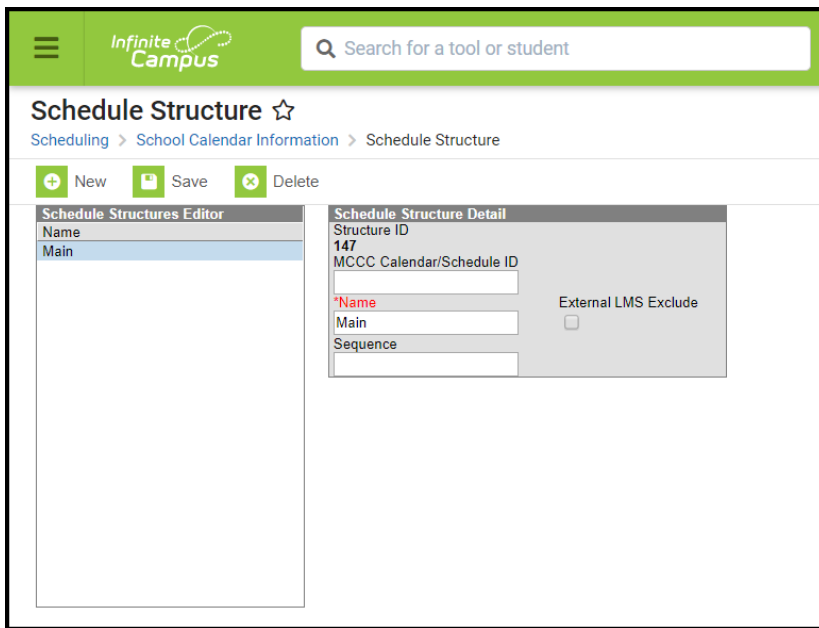 Infinite
Campus
Search for a tool or student
Schedule Structure
Scheduling > School Calendar Information > Schedule Structure
New Save Delete
Schedule Structures Editor
Name
Main
Schedule Structure Detail
Structure ID
147
MCCC Calendar/Schedule ID
*Name External LMS Exclude
Main
Sequence